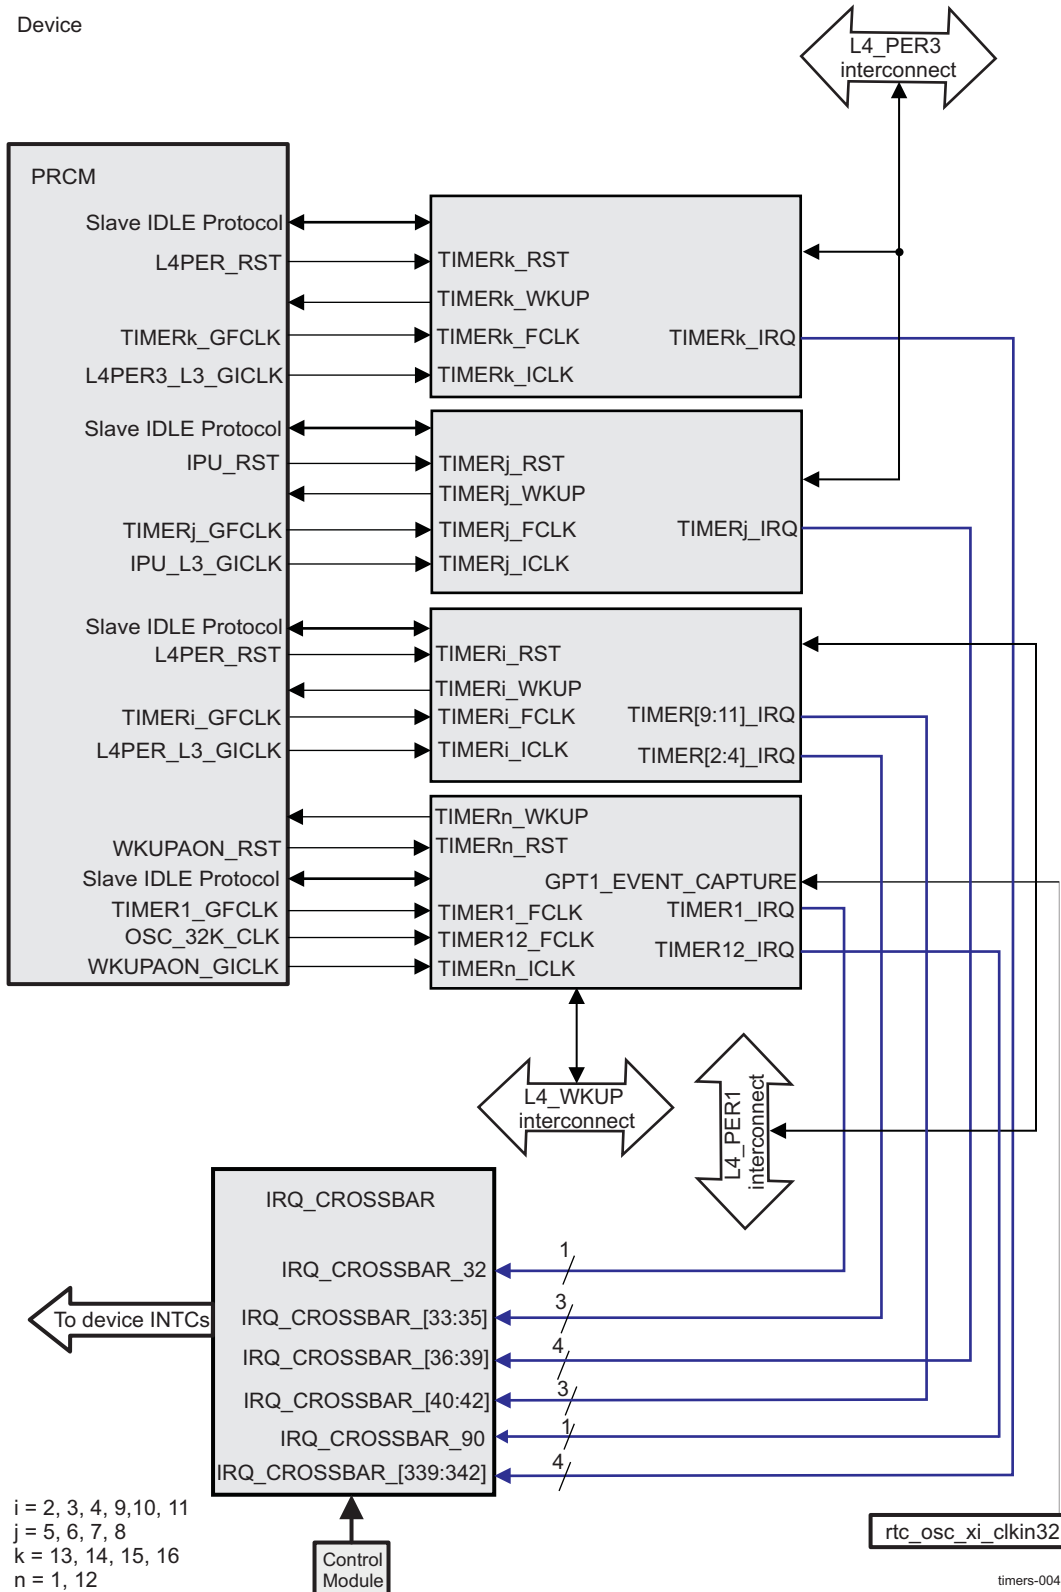 Device
L4_PER3
interconnect
PRCM
Slave IDLE Protocol
L4PER_RST
TIMERk_GFCLK
L4PER3_L3_GICLK
TIMERk_RST
TIMERk_WKUP
TIMERk_FCLK
TIMERk_ICLK
TIMERk_IRQ
Slave IDLE Protocol
IPU_RST
TIMERj_GFCLK
IPU_L3_GICLK
TIMERj_RST
TIMERj_WKUP
TIMERj_FCLK
TIMERj_ICLK
TIMERj_IRQ
Slave IDLE Protocol
L4PER_RST
TIMERi_GFCLK
L4PER_L3_GICLK
TIMERi_RST
TIMERi_WKUP
TIMERi_FCLK
TIMERi_ICLK
TIMER[9:11]_IRQ
TIMER[2:4]_IRQ
WKUPAON_RST
Slave IDLE Protocol
TIMER1_GFCLK
OSC_32K_CLK
WKUPAON_GICLK
TIMERn_WKUP
TIMERn_RST
TIMER1_FCLK
TIMER12_FCLK
TIMERn_ICLK
GPT1_EVENT_CAPTURE
TIMER1_IRQ
TIMER12_IRQ
L4_WKUP
interconnect
L4_PER1
interconnect
IRQ_CROSSBAR
IRQ_CROSSBAR_32
IRQ_CROSSBAR_[33:35]
IRQ_CROSSBAR_[36:39]
IRQ_CROSSBAR_[40:42]
IRQ_CROSSBAR_90
IRQ_CROSSBAR_[339:342]
1
3
4
3
1
4
To device INTCs
Control
Module
i = 2, 3, 4, 9,10, 11
j = 5, 6, 7, 8
k = 13, 14, 15, 16
n = 1, 12
rtc_osc_xi_clkin32
timers-004